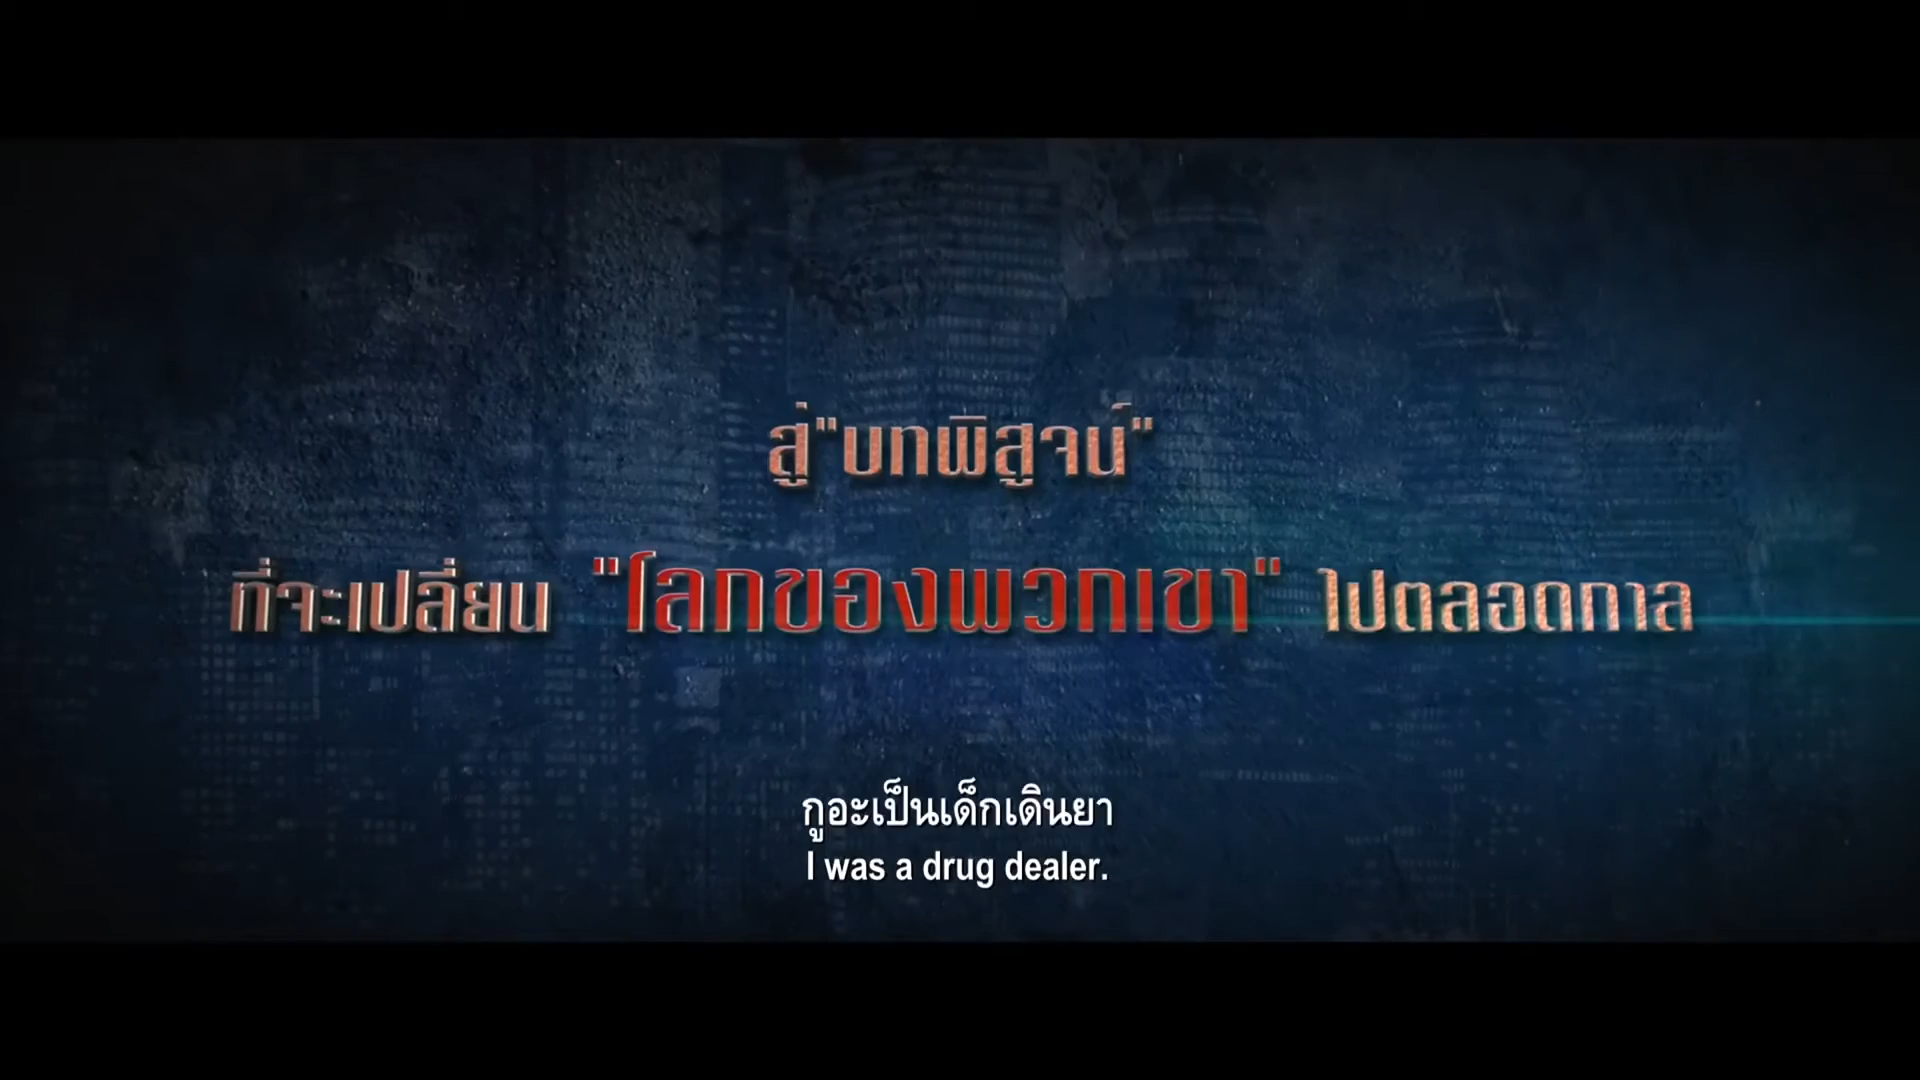 สู่"บทพิสูจน์"
ที่จะเปลี่ยน "โลกของพวกเขา" ไปตลอดกาล
กูอะเป็นเด็กเดินยา
I was a drug dealer.